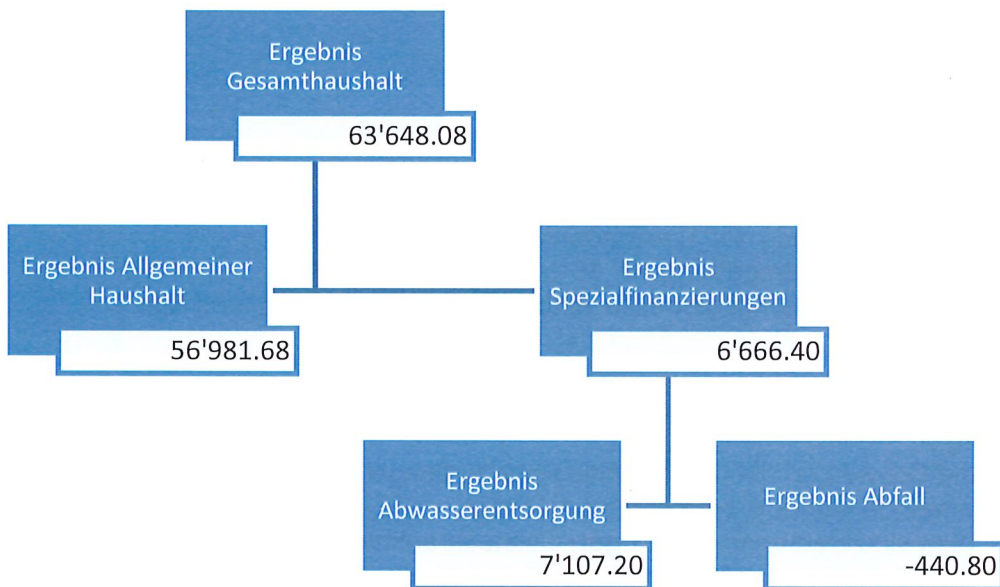 Ergebnis
Gesamthaushalt
63'648.08
Ergebnis Allgemeiner
Haushalt
56'981.68
Ergebnis
Spezialfinanzierungen
6'666.40
Ergebnis
Abwasserentsorgung
7'107.20
Ergebnis Abfall
-440.80